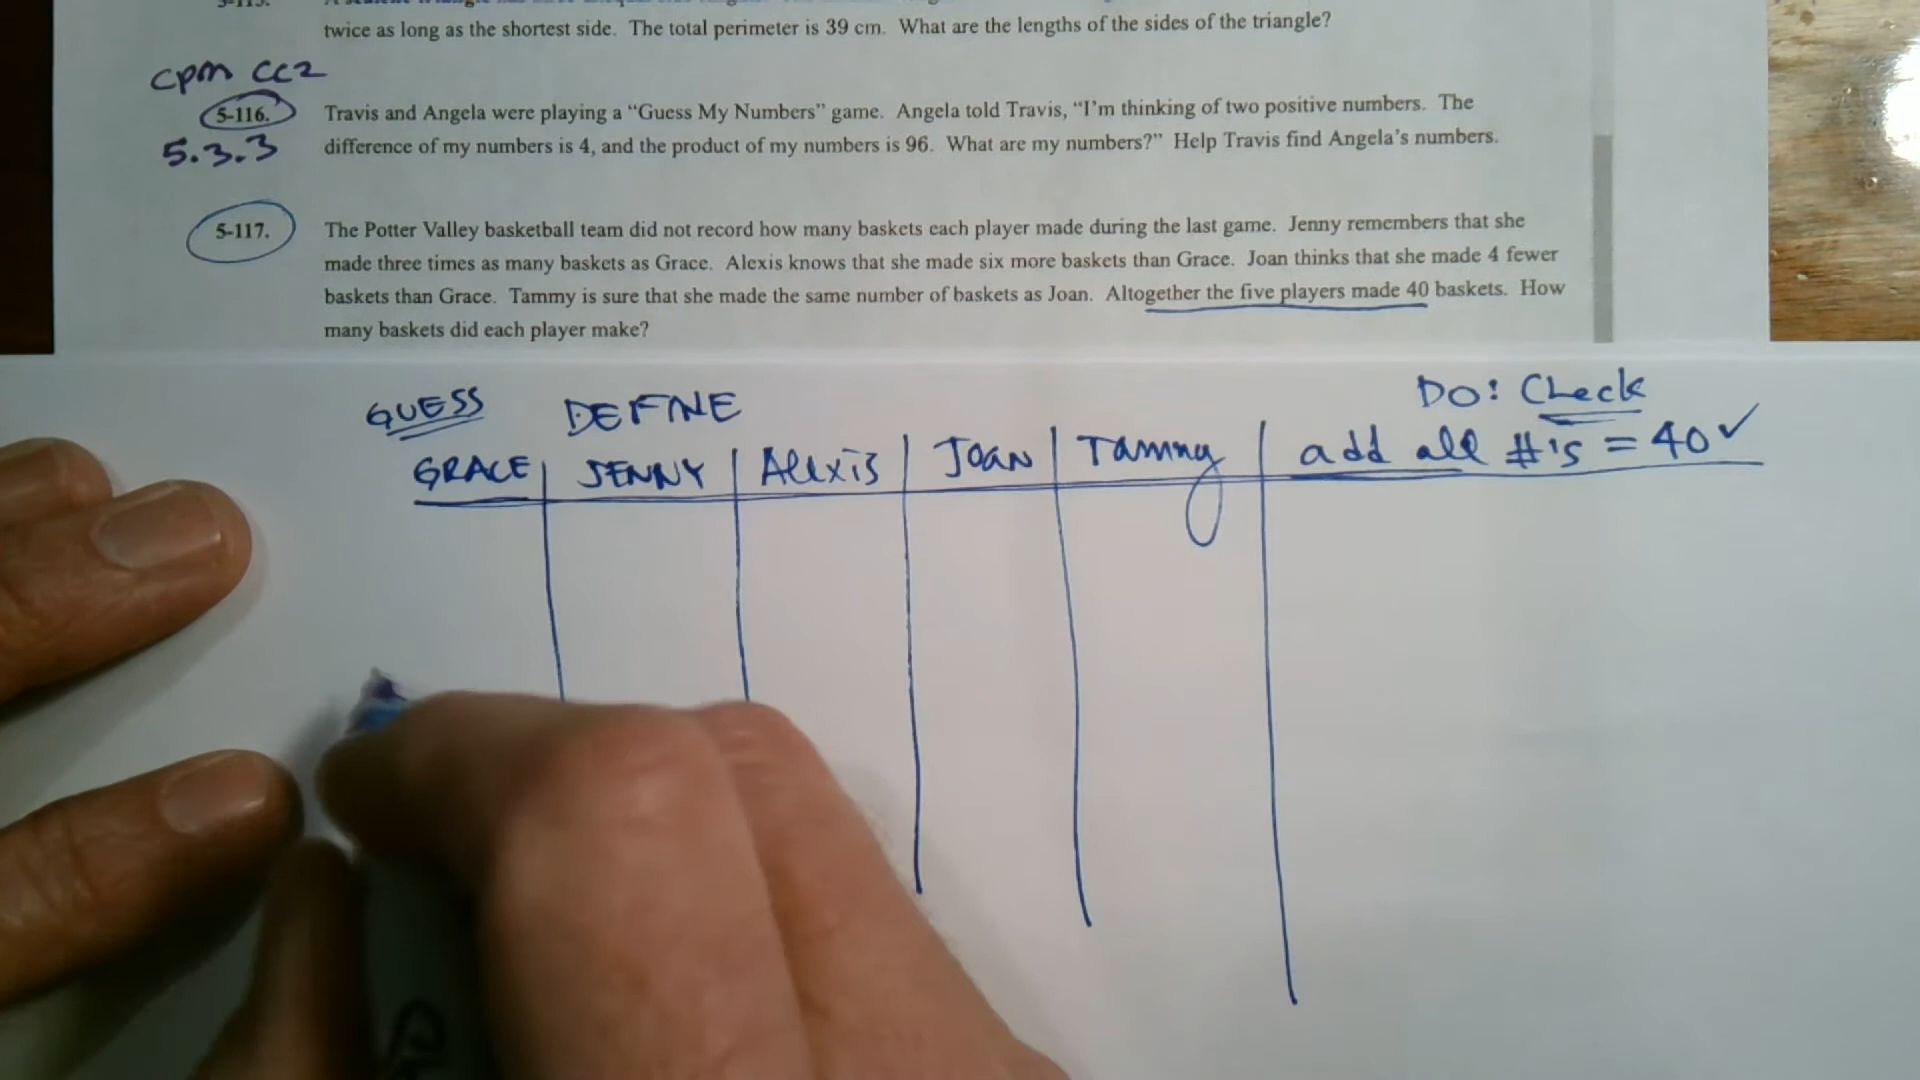 twice as long as the shortest side. The total perimeter is 39 cm. What are the lengths of the sides of the triangle?
cpm CC2
5-116. Travis and Angela were playing a “Guess My Numbers” game. Angela told Travis, “I’m thinking of two positive numbers. The
5.3.3 difference of my numbers is 4, and the product of my numbers is 96. What are my numbers?” Help Travis find Angela’s numbers.
5-117. The Potter Valley basketball team did not record how many baskets each player made during the last game. Jenny remembers that she
made three times as many baskets as Grace. Alexis knows that she made six more baskets than Grace. Joan thinks that she made 4 fewer
baskets than Grace. Tammy is sure that she made the same number of baskets as Joan. Altogether the five players made 40 baskets. How
many baskets did each player make?
GUESS DEFINE DO: Check
GRACE JENNY Alexis JOAN Tammy add all #'s = 40 ✓